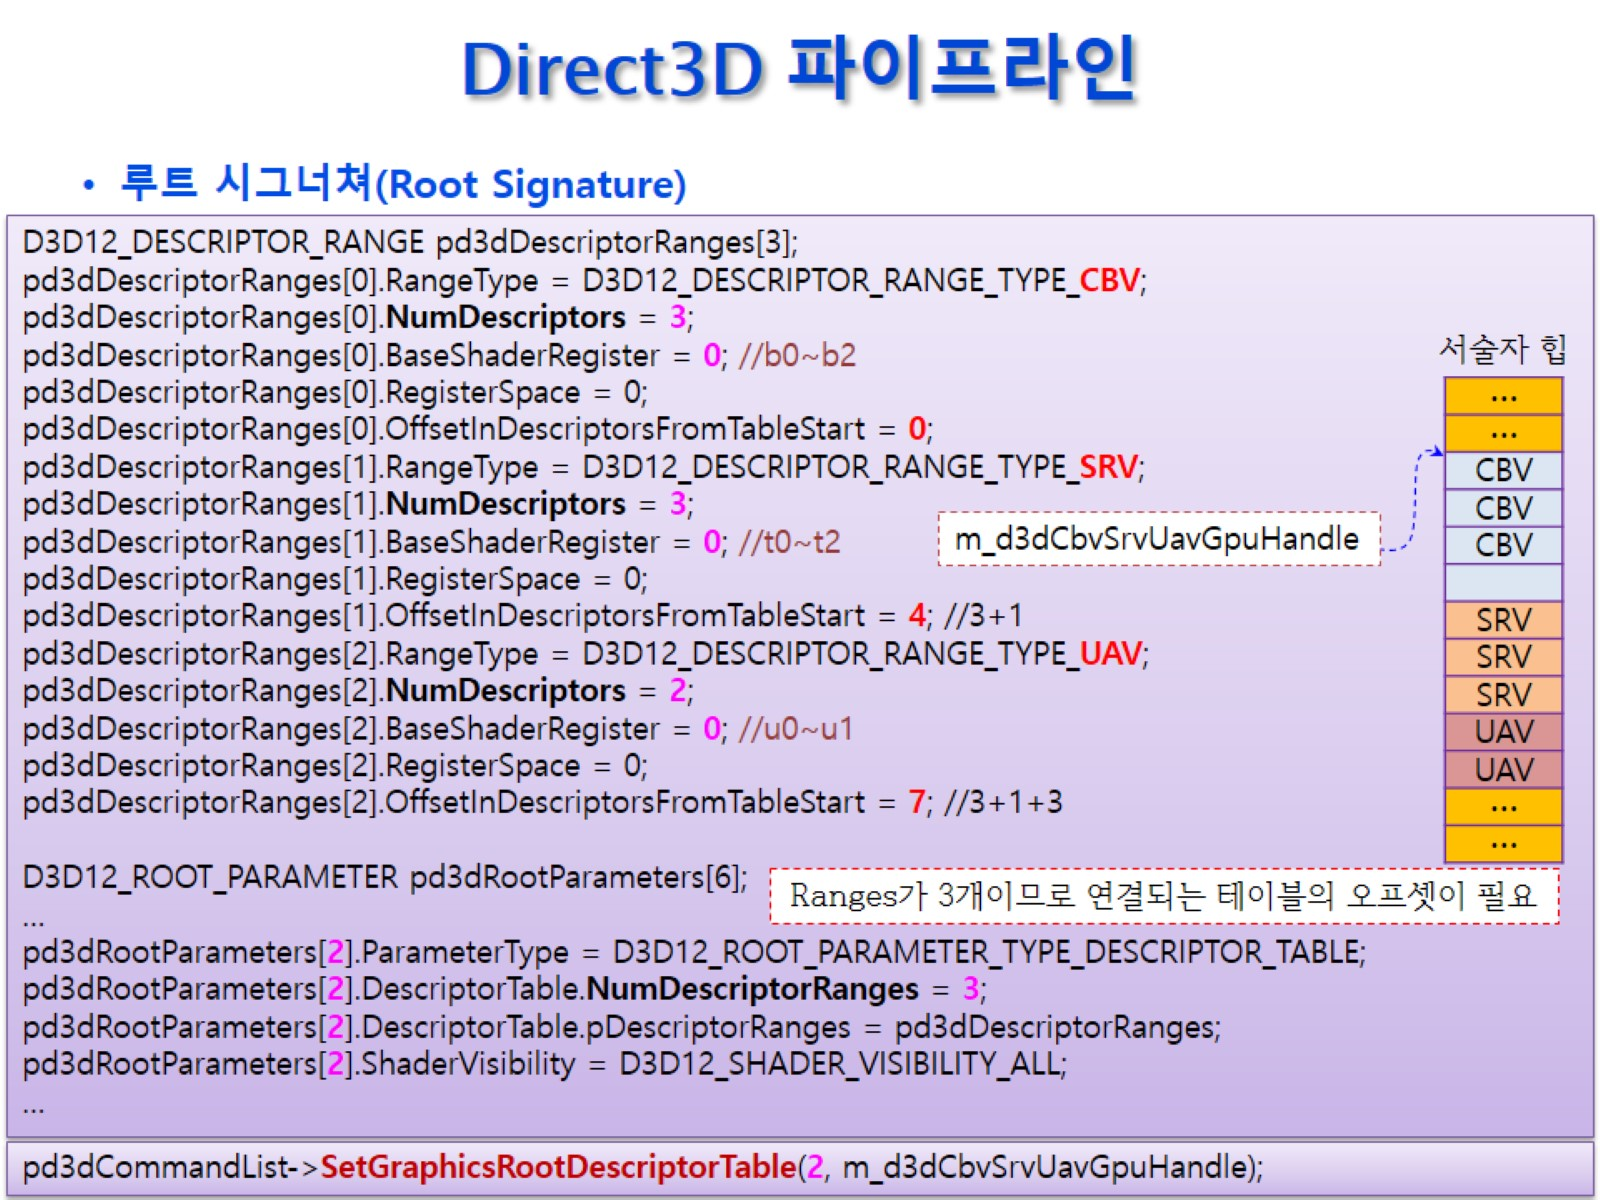 Direct3D 파이프라인
• 루트 시그너쳐(Root Signature)
D3D12_DESCRIPTOR_RANGE pd3dDescriptorRanges[3];
pd3dDescriptorRanges[0].RangeType = D3D12_DESCRIPTOR_RANGE_TYPE_CBV;
pd3dDescriptorRanges[0].NumDescriptors = 3;
pd3dDescriptorRanges[0].BaseShaderRegister = 0; //b0~b2
pd3dDescriptorRanges[0].RegisterSpace = 0;
pd3dDescriptorRanges[0].OffsetInDescriptorsFromTableStart = 0;
pd3dDescriptorRanges[1].RangeType = D3D12_DESCRIPTOR_RANGE_TYPE_SRV;
pd3dDescriptorRanges[1].NumDescriptors = 3;
pd3dDescriptorRanges[1].BaseShaderRegister = 0; //t0~t2
pd3dDescriptorRanges[1].RegisterSpace = 0;
pd3dDescriptorRanges[1].OffsetInDescriptorsFromTableStart = 4; //3+1
pd3dDescriptorRanges[2].RangeType = D3D12_DESCRIPTOR_RANGE_TYPE_UAV;
pd3dDescriptorRanges[2].NumDescriptors = 2;
pd3dDescriptorRanges[2].BaseShaderRegister = 0; //u0~u1
pd3dDescriptorRanges[2].RegisterSpace = 0;
pd3dDescriptorRanges[2].OffsetInDescriptorsFromTableStart = 7; //3+1+3
D3D12_ROOT_PARAMETER pd3dRootParameters[6];
...
pd3dRootParameters[2].ParameterType = D3D12_ROOT_PARAMETER_TYPE_DESCRIPTOR_TABLE;
pd3dRootParameters[2].DescriptorTable.NumDescriptorRanges = 3;
pd3dRootParameters[2].DescriptorTable.pDescriptorRanges = pd3dDescriptorRanges;
pd3dRootParameters[2].ShaderVisibility = D3D12_SHADER_VISIBILITY_ALL;
...
서술자 힙
...
...
CBV
CBV
CBV
SRV
SRV
SRV
UAV
UAV
...
...
m_d3dCbvSrvUavGpuHandle
Ranges가 3개이므로 연결되는 테이블의 오프셋이 필요
pd3dCommandList->SetGraphicsRootDescriptorTable(2, m_d3dCbvSrvUavGpuHandle);